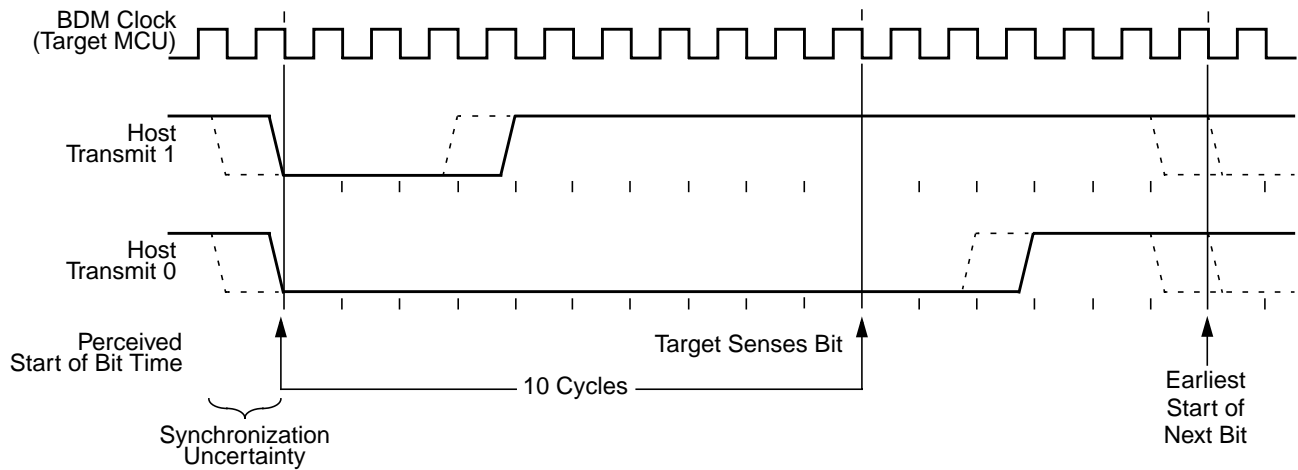 BDM Clock
(Target MCU)
Host
Transmit 1
Host
Transmit 0
Perceived
Start of Bit Time
Target Senses Bit
10 Cycles
Earliest
Start of
Next Bit
Synchronization
Uncertainty